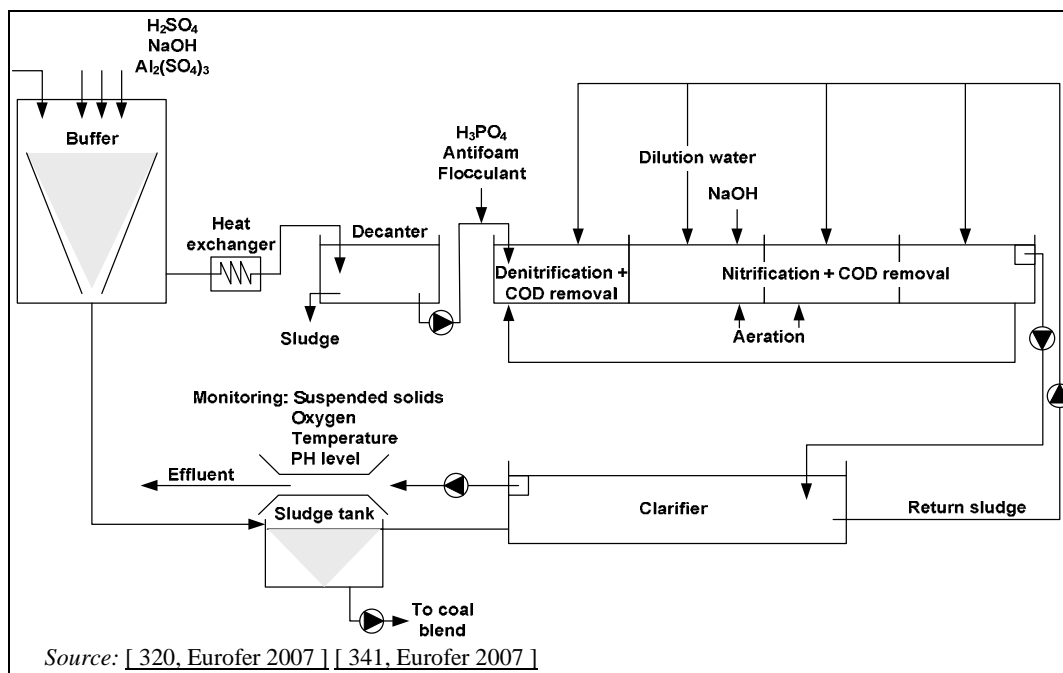 H₂SO₄
NaOH
Al₂(SO₄)₃
Buffer
Heat
exchanger
Decanter
Sludge
H₃PO₄
Antifoam
Flocculant
Dilution water
NaOH
Denitrification +
COD removal
Nitrification + COD removal
Aeration
Monitoring: Suspended solids
Oxygen
Temperature
PH level
Effluent
Sludge tank
Clarifier
Return sludge
To coal
blend
Source: [ 320, Eurofer 2007 ] [ 341, Eurofer 2007 ]